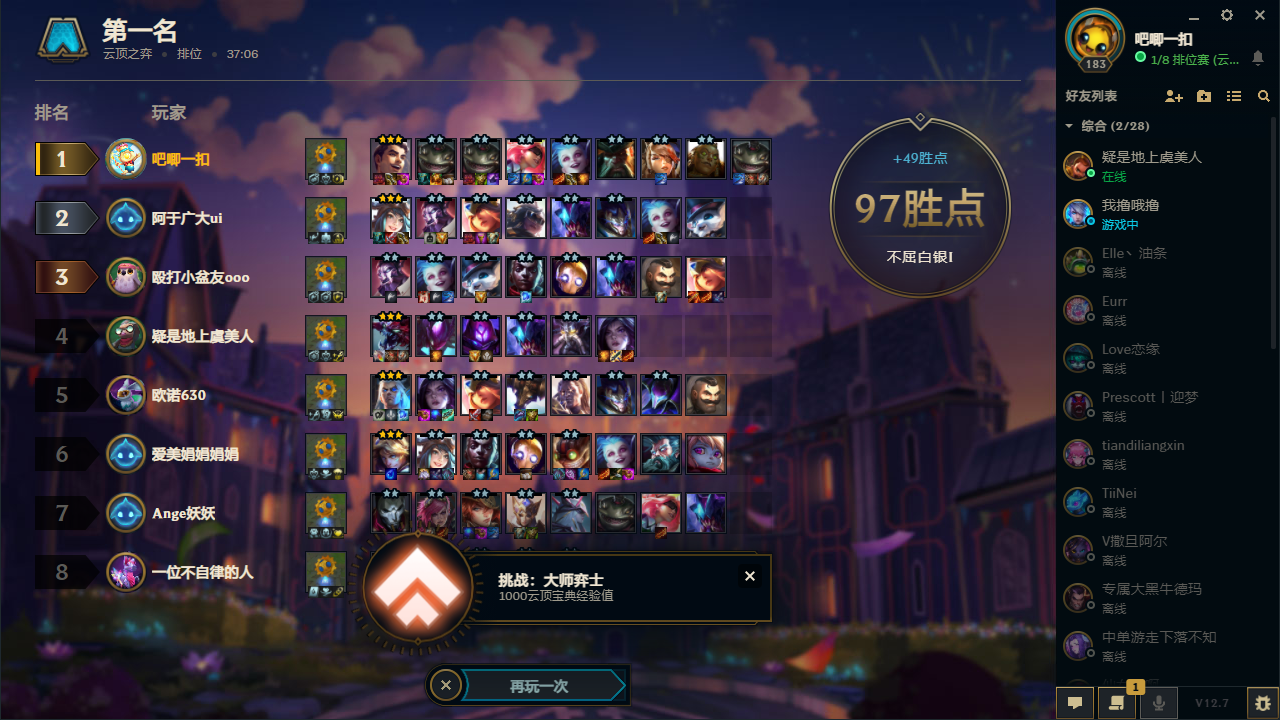 第一名
云顶之弈 • 排位 • 37:06
排名 玩家
1 吧唧一扣
2 阿于广大ui
3 殴打小盆友ooo
4 疑是地上虞美人
5 欧诺630
6 爱美娟娟娟娟
7 Ange妖妖
8 一位不自律的人
+49胜点
97胜点
不屈白银I
挑战：大师弈士
1000云顶宝典经验值
再玩一次
183
吧唧一扣
1/8 排位赛 (云...
好友列表
综合 (2/28)
疑是地上虞美人
在线
我撸哦撸
游戏中
Elle丶油条
离线
Eurr
离线
Love恋缘
离线
Prescott丨迎梦
离线
tiandiliangxin
离线
TiiNei
离线
V撒旦阿尔
离线
专属大黑牛德玛
离线
中单游走下落不知
离线
1
V12.7